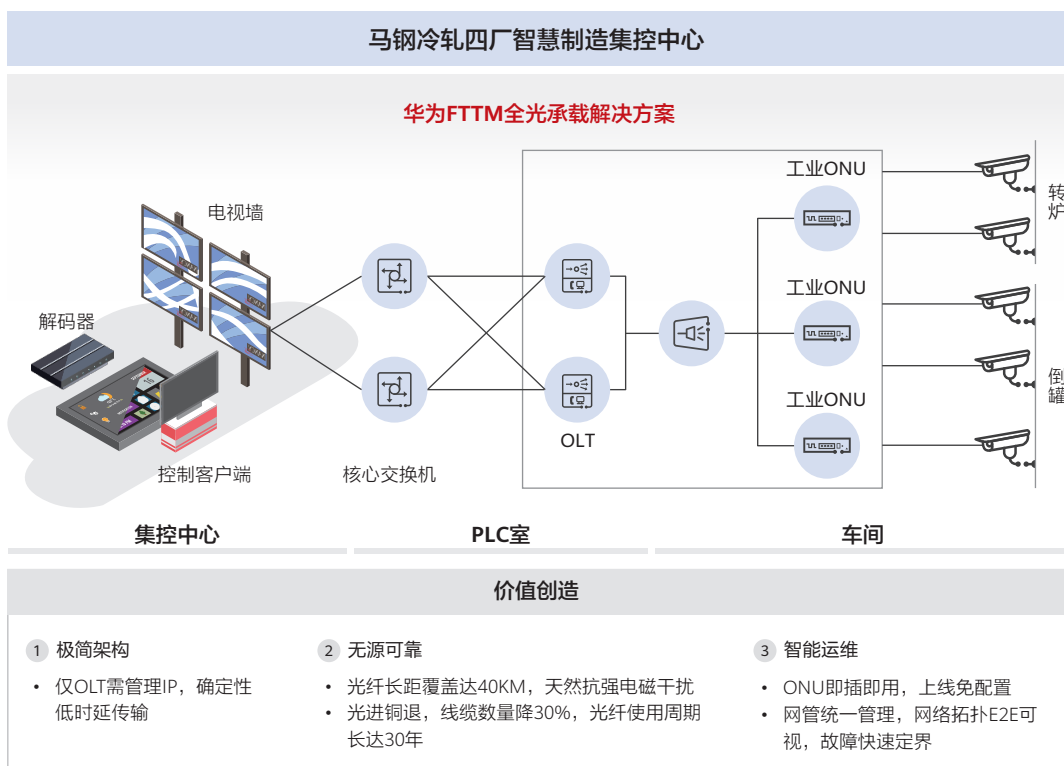 马钢冷轧四厂智慧制造集控中心
华为FTTM全光承载解决方案
电视墙
解码器
控制客户端
核心交换机
OLT
工业ONU
工业ONU
工业ONU
转炉
倒罐
集控中心
PLC室
车间
价值创造
1 极简架构
• 仅OLT需管理IP，确定性
低时延传输
2 无源可靠
• 光纤长距覆盖达40KM，天然抗强电磁干扰
• 光进铜退，线缆数量降30%，光纤使用周期
长达30年
3 智能运维
• ONU即插即用，上线免配置
• 网管统一管理，网络拓扑E2E可
视，故障快速定界